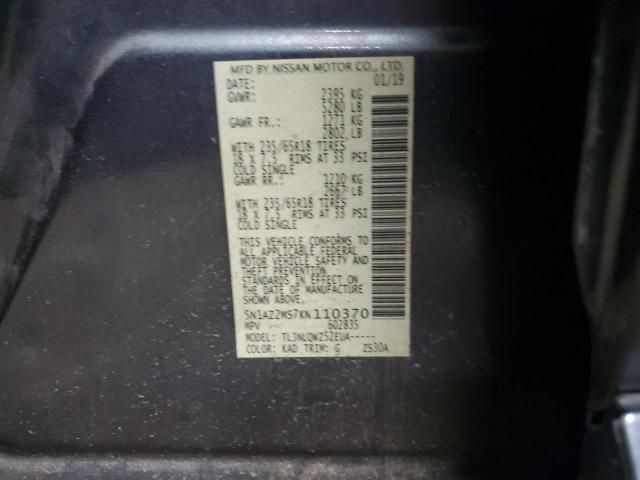 MFD BY NISSAN MOTOR CO., LTD.
DATE: 01/19
GVWR: 2395 KG
5280 LB
GAWR FR.: 1271 KG
2802 LB
WITH 235/65R18 TIRES
18 X 7.5 RIMS AT 33 PSI
COLD SINGLE
GAWR RR.: 1210 KG
2667 LB
WITH 235/65R18 TIRES
18 X 7.5 RIMS AT 33 PSI
COLD SINGLE
THIS VEHICLE CONFORMS TO
ALL APPLICABLE FEDERAL
MOTOR VEHICLE SAFETY AND
THEFT PREVENTION
STANDARDS IN EFFECT ON
THE DATE OF MANUFACTURE
SHOWN ABOVE.
5N1AZ2MS7KN110370
MPV 602835
MODEL: TLJNLQWZ52EUA-----
COLOR: KAD TRIM: G ZS30A